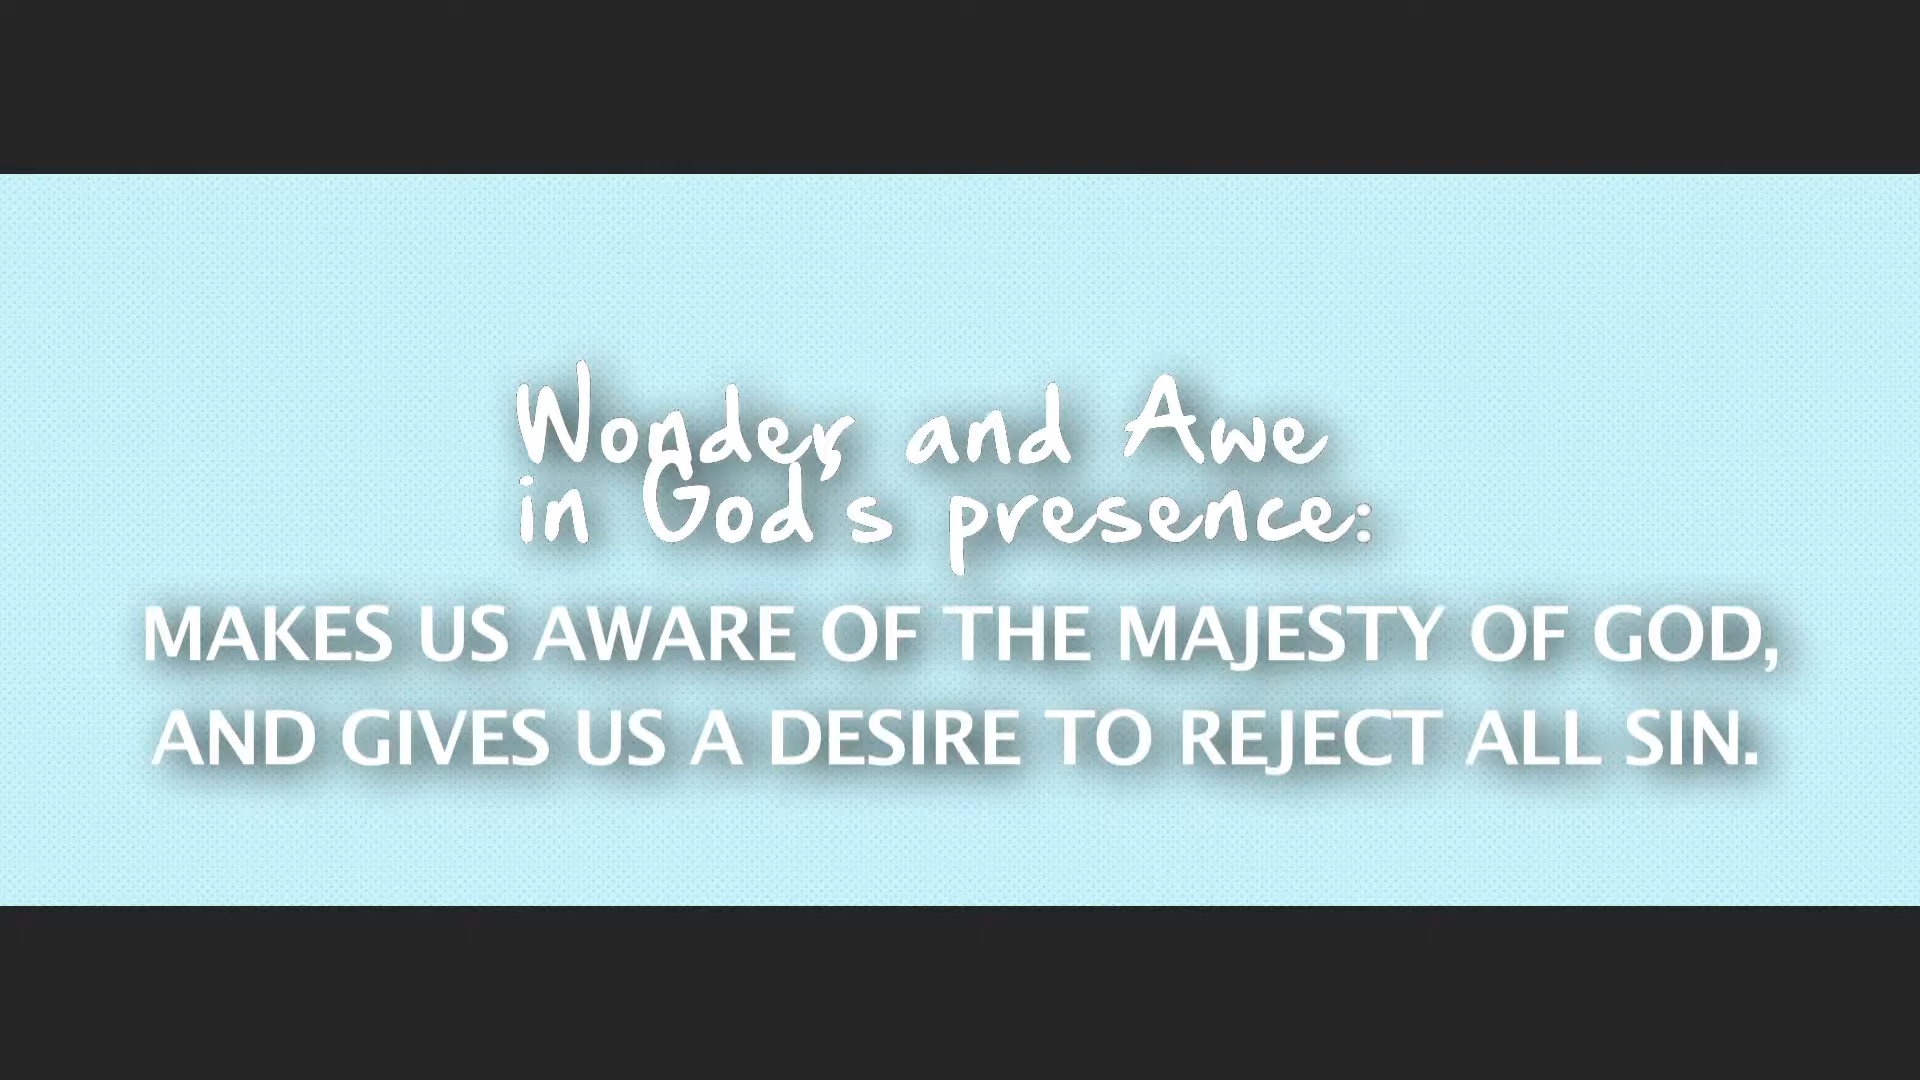 Wonder and Awe
in God's presence:
MAKES US AWARE OF THE MAJESTY OF GOD,
AND GIVES US A DESIRE TO REJECT ALL SIN.